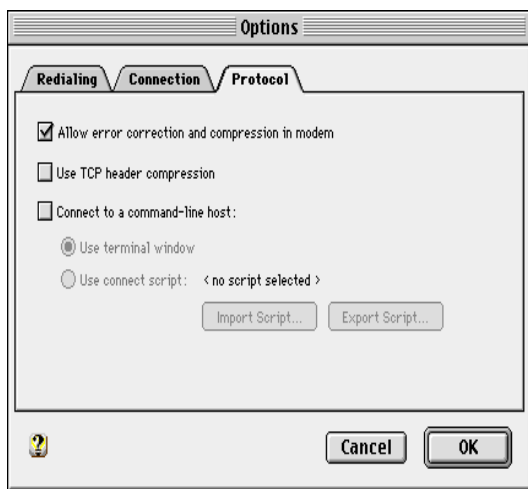 Options
Redialing Connection Protocol
Allow error correction and compression in modem
Use TCP header compression
Connect to a command-line host:
Use terminal window
Use connect script: < no script selected >
Import Script... Export Script...
?
Cancel OK